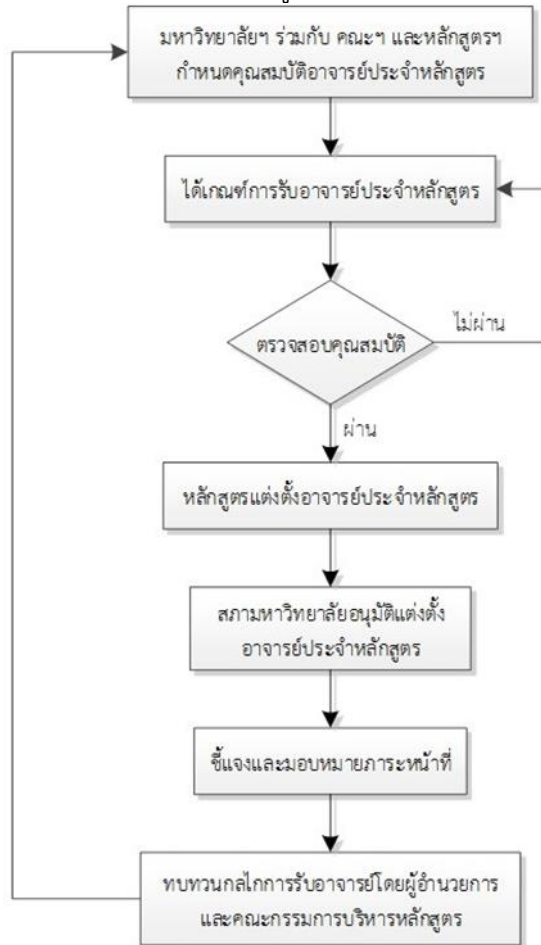 มหาวิทยาลัยฯ ร่วมกับ คณะฯ และหลักสูตรฯ
กำหนดคุณสมบัติอาจารย์ประจำหลักสูตร
ได้เกณฑ์การรับอาจารย์ประจำหลักสูตร
ตรวจสอบคุณสมบัติ
ไม่ผ่าน
ผ่าน
หลักสูตรแต่งตั้งอาจารย์ประจำหลักสูตร
สภามหาวิทยาลัยอนุมัติแต่งตั้ง
อาจารย์ประจำหลักสูตร
ชี้แจงและมอบหมายภาระหน้าที่
ทบทวนกลไกการรับอาจารย์โดยผู้อำนวยการ
และคณะกรรมการบริหารหลักสูตร